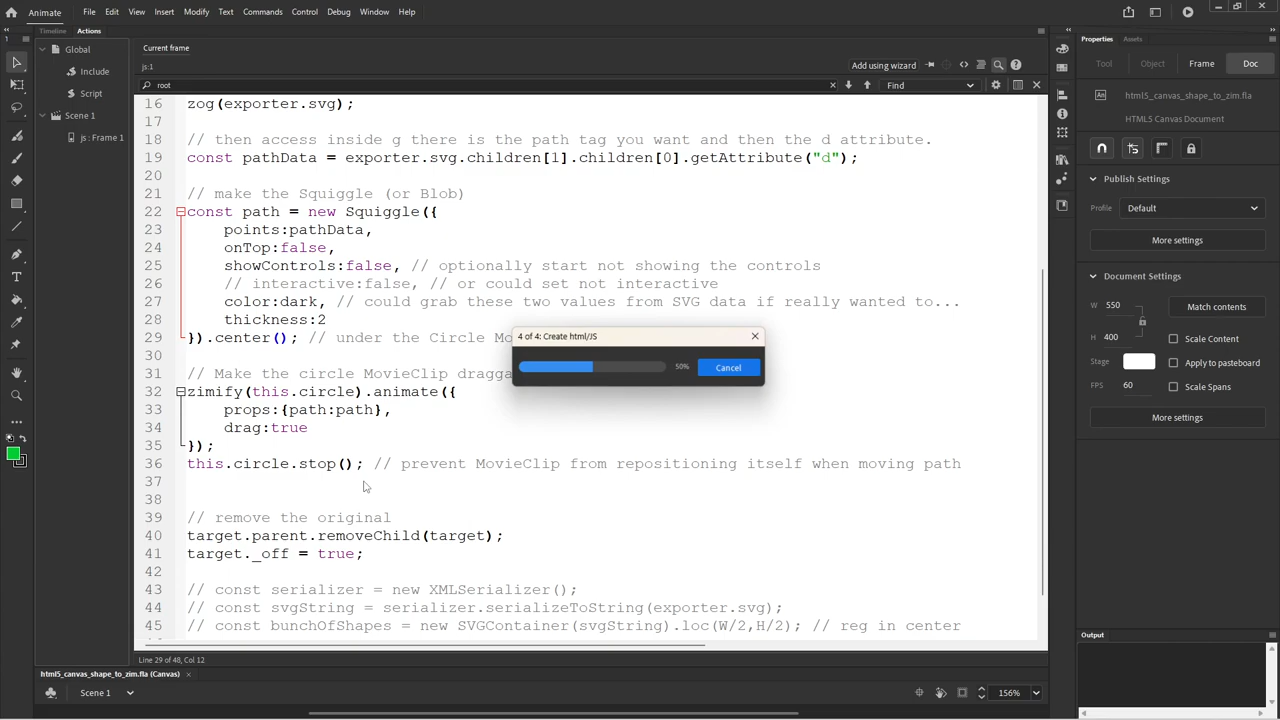 Animate
File
Edit
View
Insert
Modify
Text
Commands
Control
Debug
Window
Help
Timeline
Actions
Global
Include
Script
Scene 1
js: Frame 1
Current frame
js:1
Add using wizard
root
Find
16 zog(exporter.svg);
17
18 // then access inside g there is the path tag you want and then the d attribute.
19 const pathData = exporter.svg.children[1].children[0].getAttribute("d");
20
21 // make the Squiggle (or Blob)
22 const path = new Squiggle({
23 points:pathData,
24 onTop:false,
25 showControls:false, // optionally start not showing the controls
26 // interactive:false, // or could set not interactive
27 color:dark, // could grab these two values from SVG data if really wanted to...
28 thickness:2
29 }).center(); // under the Circle Mo
30
31 // Make the circle MovieClip dragga
32 zimify(this.circle).animate({
33 props:{path:path},
34 drag:true
35 });
36 this.circle.stop(); // prevent MovieClip from repositioning itself when moving path
37
38
39 // remove the original
40 target.parent.removeChild(target);
41 target._off = true;
42
43 // const serializer = new XMLSerializer();
44 // const svgString = serializer.serializeToString(exporter.svg);
45 // const bunchOfShapes = new SVGContainer(svgString).loc(W/2,H/2); // reg in center
4 of 4: Create html/JS
50%
Cancel
Line 29 of 48, Col 12
html5_canvas_shape_to_zim.fla (Canvas)
Scene 1
156%
Properties
Assets
Tool
Object
Frame
Doc
An
html5_canvas_shape_to_zim.fla
HTML5 Canvas Document
Publish Settings
Profile
Default
More settings
Document Settings
W 550
Match contents
H 400
Scale Content
Stage
Apply to pasteboard
FPS 60
Scale Spans
More settings
Output